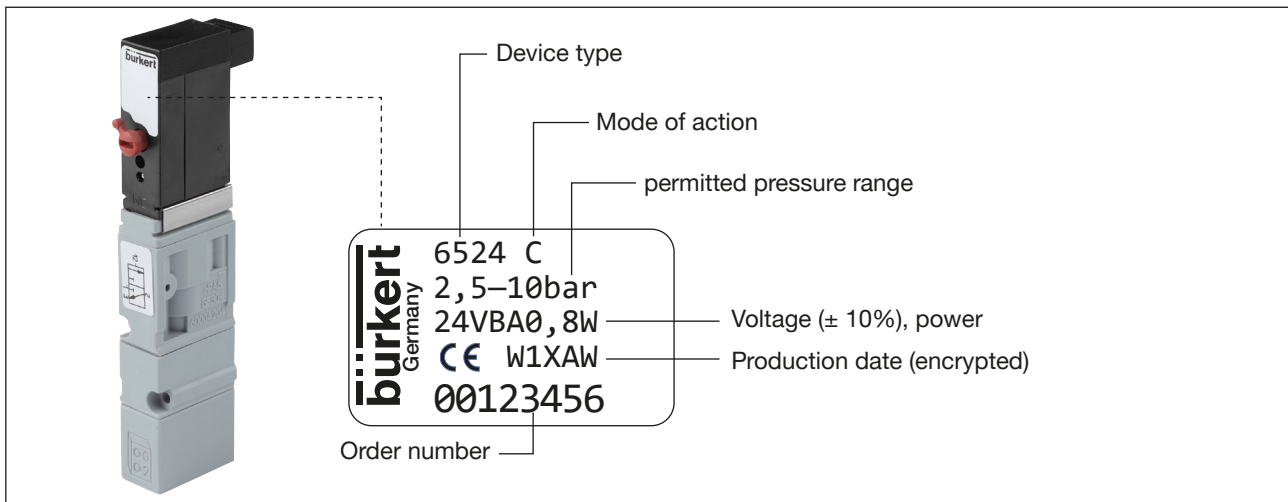 burkert
Device type
Mode of action
permitted pressure range
bürkert
Germany
6524 C
2,5–10bar
24VBA0,8W
CE W1XAW
00123456
Voltage (± 10%), power
Production date (encrypted)
Order number